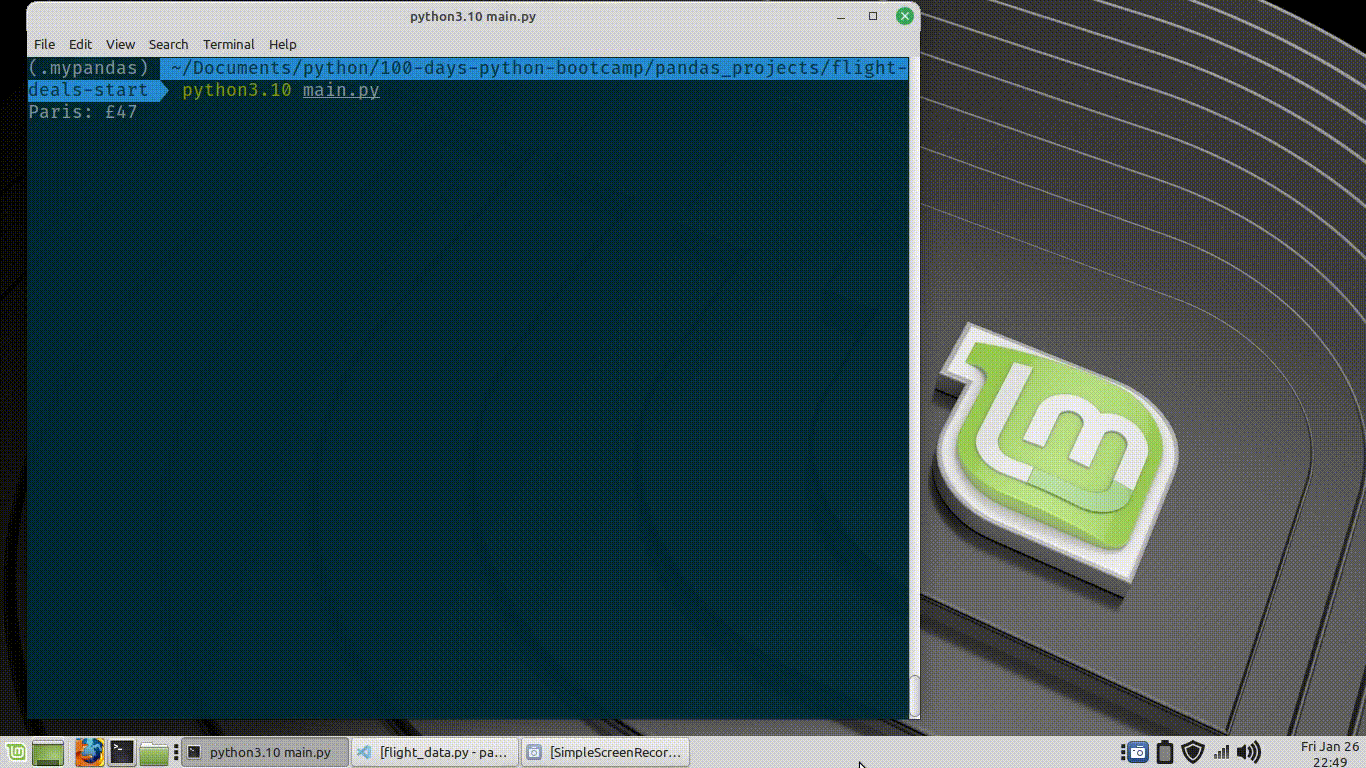 python3.10 main.py
File Edit View Search Terminal Help
(.mypandas) ~/Documents/python/100-days-python-bootcamp/pandas_projects/flight-
deals-start python3.10 main.py
Paris: £47
python3.10 main.py [flight_data.py - pa... [SimpleScreenRecor...
Fri Jan 26
22:49